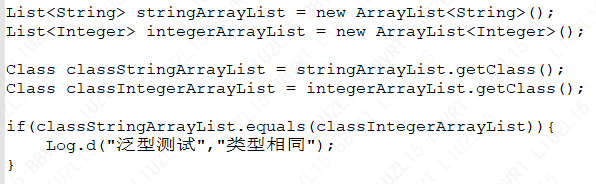 List<String> stringArrayList = new ArrayList<String>();
List<Integer> integerArrayList = new ArrayList<Integer>();
Class classStringArrayList = stringArrayList.getClass();
Class classIntegerArrayList = integerArrayList.getClass();
if(classStringArrayList.equals(classIntegerArrayList)){
Log.d("泛型测试","类型相同");
}